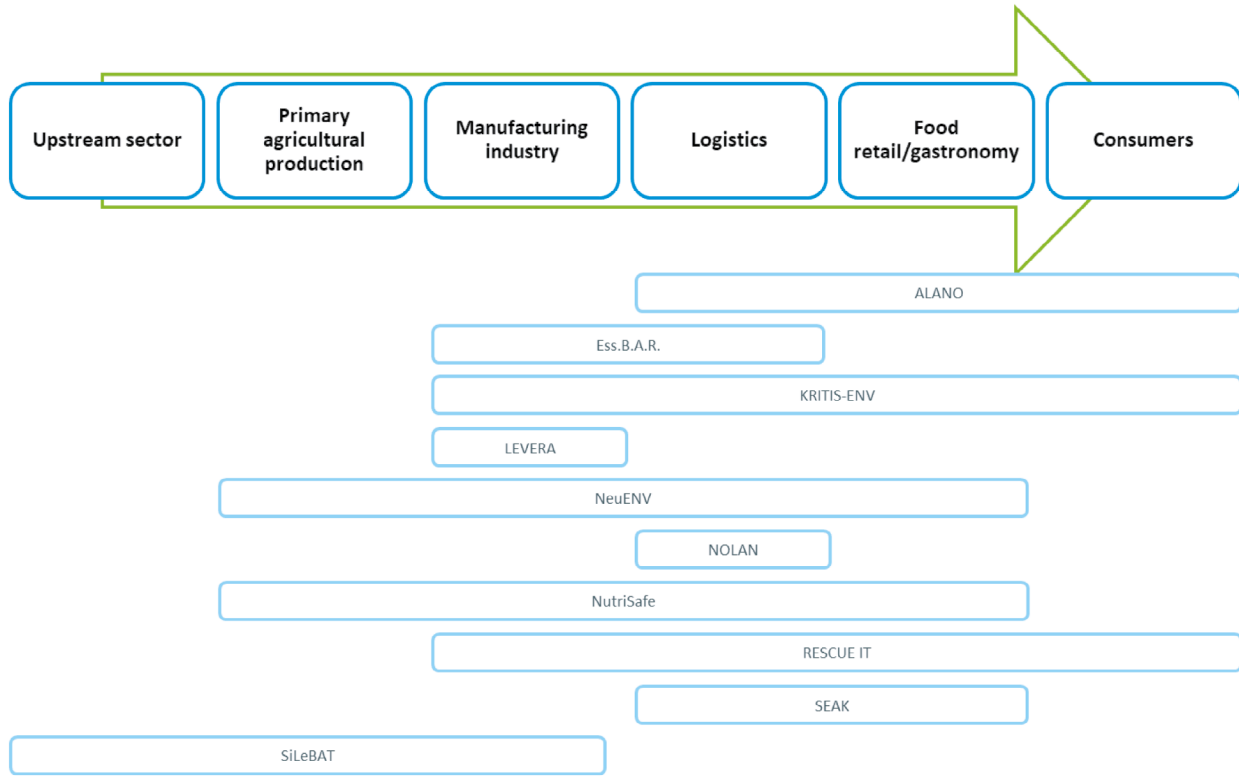 Upstream sector
Primary
agricultural
production
Manufacturing
industry
Logistics
Food
retail/gastronomy
Consumers
ALANO
Ess.B.A.R.
KRITIS-ENV
LEVERA
NeuENV
NOLAN
NutriSafe
RESCUE IT
SEAK
SiLeBAT